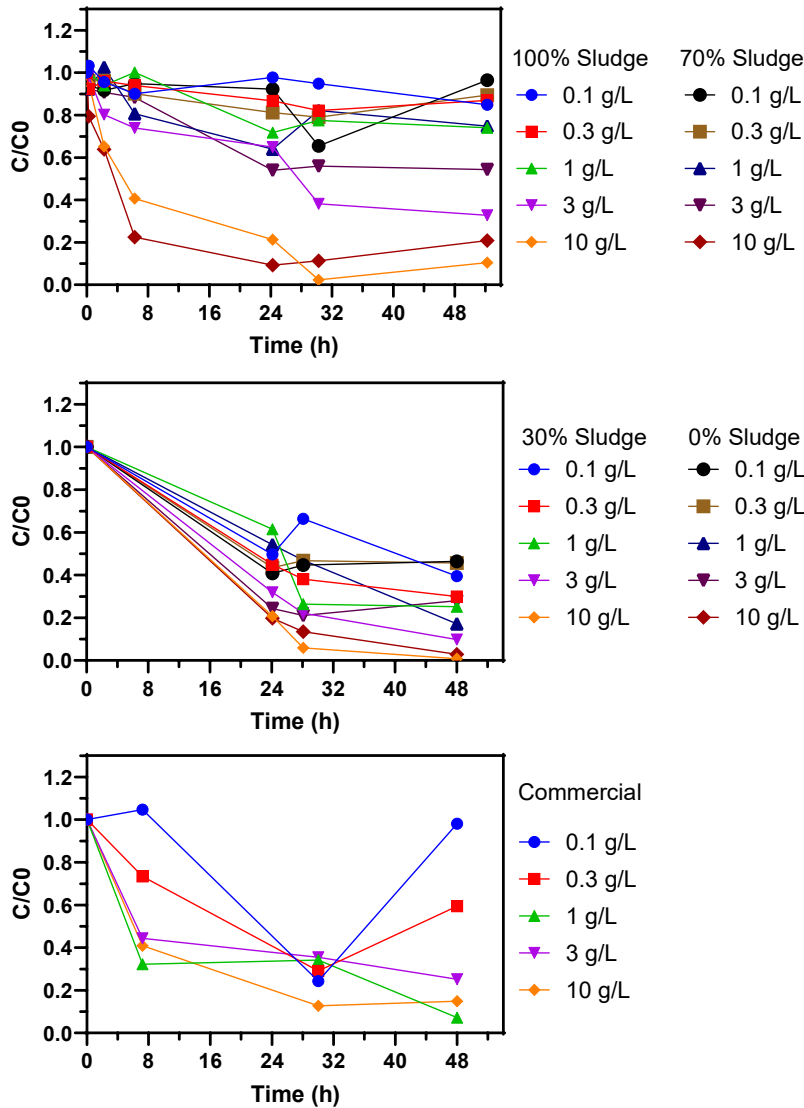 1.2
1.0
0.8
0.6
0.4
0.2
0.0
C/C0
0 8 16 24 32 40 48
Time (h)
100% Sludge
0.1 g/L
0.3 g/L
1 g/L
3 g/L
10 g/L
70% Sludge
0.1 g/L
0.3 g/L
1 g/L
3 g/L
10 g/L
1.2
1.0
0.8
0.6
0.4
0.2
0.0
C/C0
0 8 16 24 32 40 48
Time (h)
30% Sludge
0.1 g/L
0.3 g/L
1 g/L
3 g/L
10 g/L
0% Sludge
0.1 g/L
0.3 g/L
1 g/L
3 g/L
10 g/L
1.2
1.0
0.8
0.6
0.4
0.2
0.0
C/C0
0 8 16 24 32 40 48
Time (h)
Commercial
0.1 g/L
0.3 g/L
1 g/L
3 g/L
10 g/L